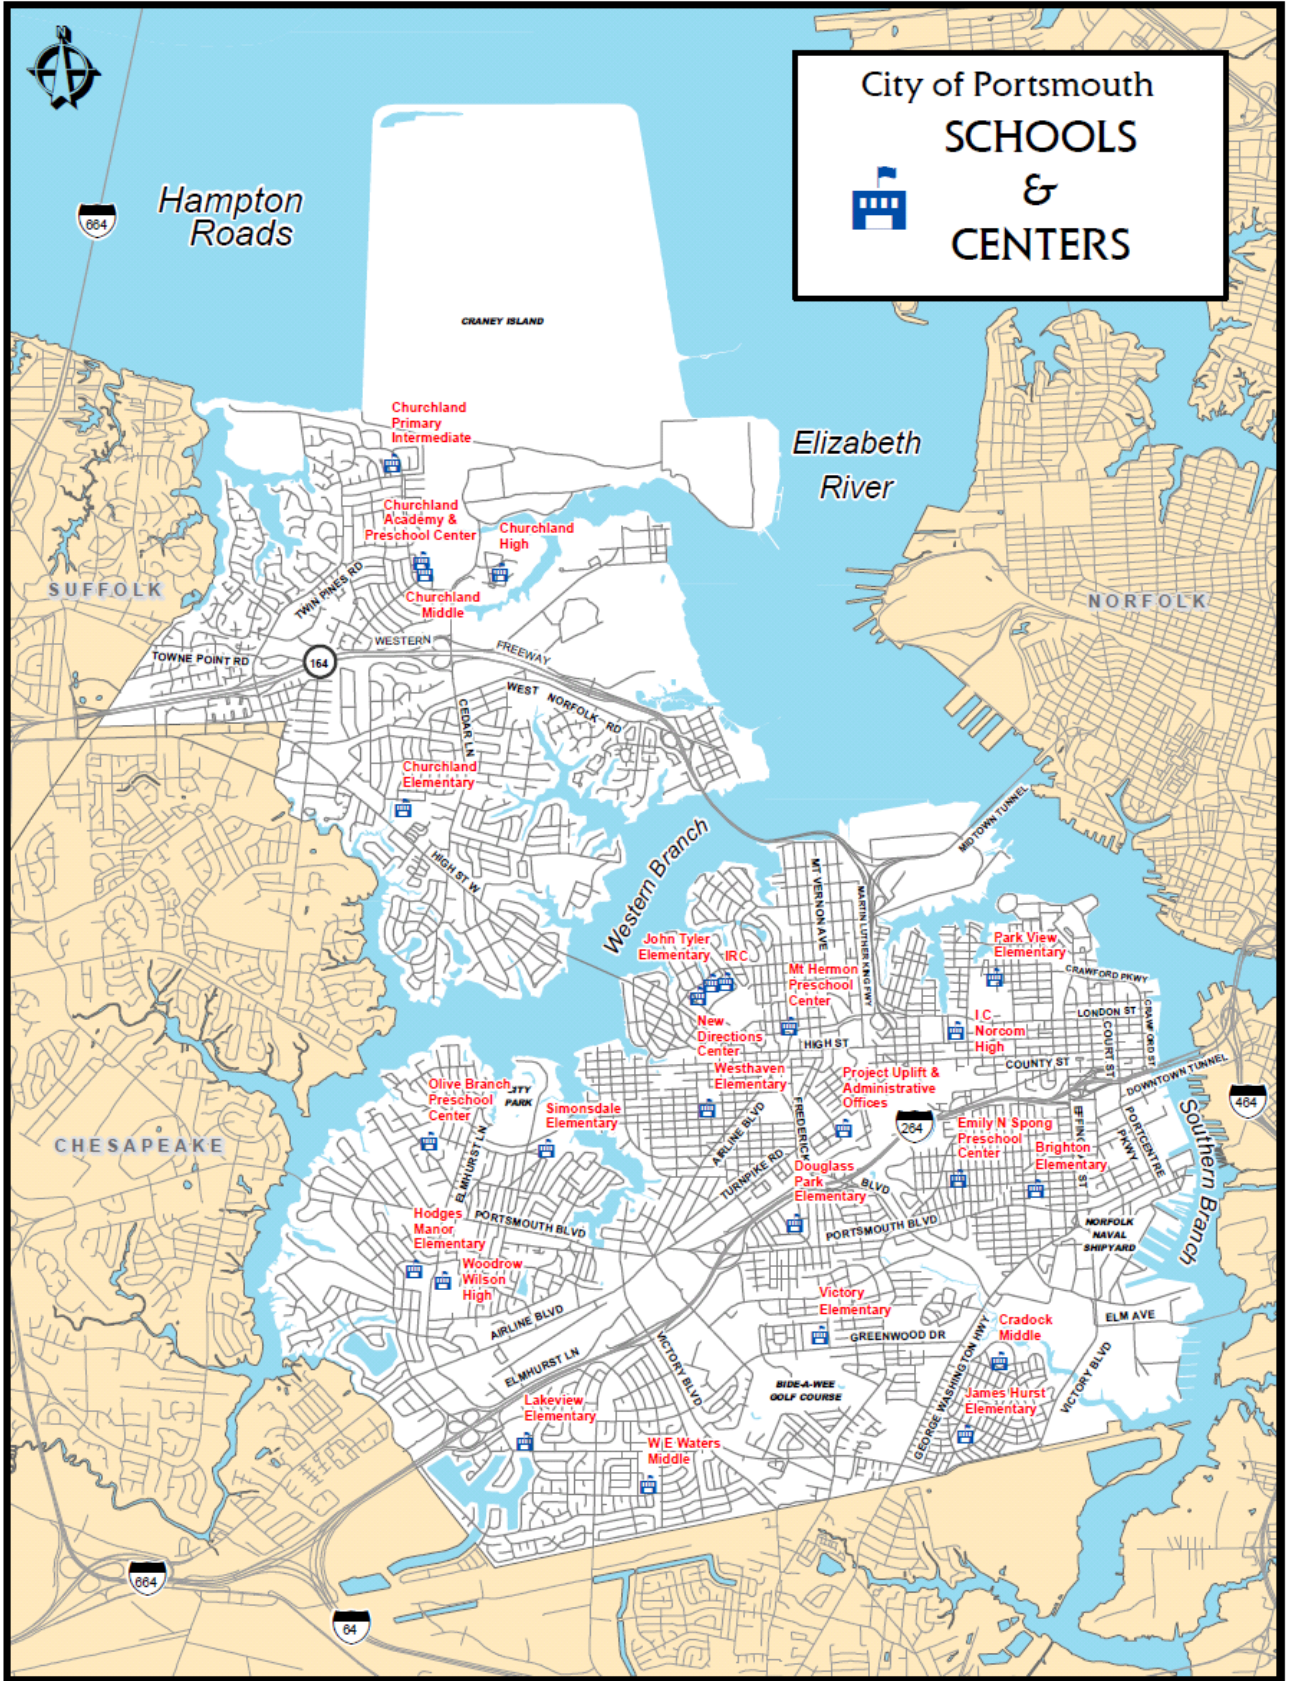 N
City of Portsmouth
SCHOOLS
&
CENTERS
664
Hampton
Roads
CRANEY ISLAND
Churchland
Primary
Intermediate
Elizabeth
River
Churchland
Academy &
Preschool Center
Churchland
High
SUFFOLK
TWIN PINES RD
Churchland
Middle
NORFOLK
WESTERN
FREEWAY
TOWNE POINT RD
164
WEST NORFOLK RD
CEDAR LN
Churchland
Elementary
MIDTOWN TUNNEL
HIGH ST W
Western Branch
MT VERNON AVE
MARTIN LUTHER KING FWY
John Tyler
Elementary
IRC
Park View
Elementary
Mt Hermon
Preschool
Center
CRAWFORD PKWY
CRAWFORD ST
LONDON ST
I C
Norcom
High
COURT ST
New
Directions
Center
HIGH ST
COUNTY ST
Westhaven
Elementary
Project Uplift &
Administrative
Offices
DOWNTOWN TUNNEL
464
Olive Branch
Preschool
Center
CITY
PARK
Simonsdale
Elementary
AIRLINE BLVD
FREDERICK
BLVD
264
Emily N Spong
Preschool
Center
EFFINGHAM ST
PORTCENTRE
PKWY
Southern Branch
CHESAPEAKE
ELMHURST LN
Brighton
Elementary
TURNPIKE RD
Douglass
Park
Elementary
Hodges
Manor
Elementary
PORTSMOUTH BLVD
PORTSMOUTH BLVD
NORFOLK
NAVAL
SHIPYARD
Woodrow
Wilson
High
Victory
Elementary
AIRLINE BLVD
GREENWOOD DR
Cradock
Middle
ELM AVE
ELMHURST LN
VICTORY BLVD
BIDE-A-WEE
GOLF COURSE
GEORGE WASHINGTON HWY
VICTORY BLVD
James Hurst
Elementary
Lakeview
Elementary
W E Waters
Middle
664
64